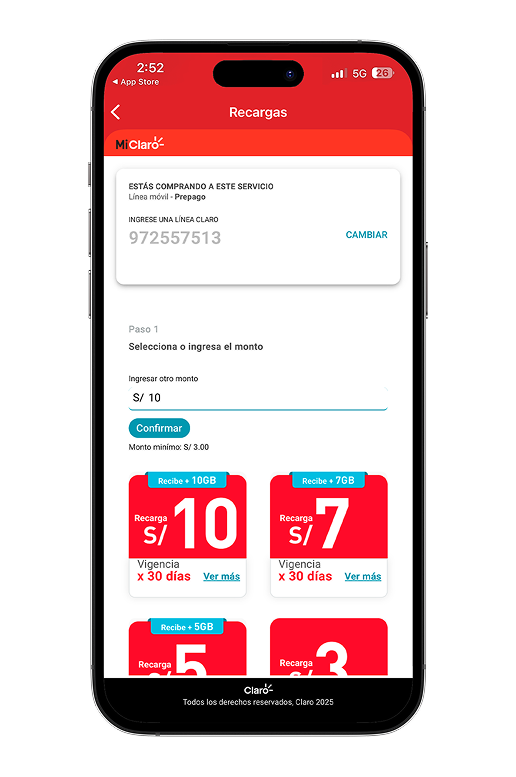 2:52
5G 26
◄ App Store
Recargas
MiClaro
ESTÁS COMPRANDO A ESTE SERVICIO
Línea móvil - Prepago
INGRESE UNA LÍNEA CLARO
972557513
CAMBIAR
Paso 1
Selecciona o ingresa el monto
Ingresar otro monto
S/ 10
Confirmar
Monto minímo: S/ 3.00
Recibe + 10GB
Recarga
S/ 10
Vigencia
x 30 días
Ver más
Recibe + 7GB
Recarga
S/ 7
Vigencia
x 30 días
Ver más
Recibe + 5GB
Recarga
S/ 5
Recarga
S/ 3
Claro
Todos los derechos reservados, Claro 2025